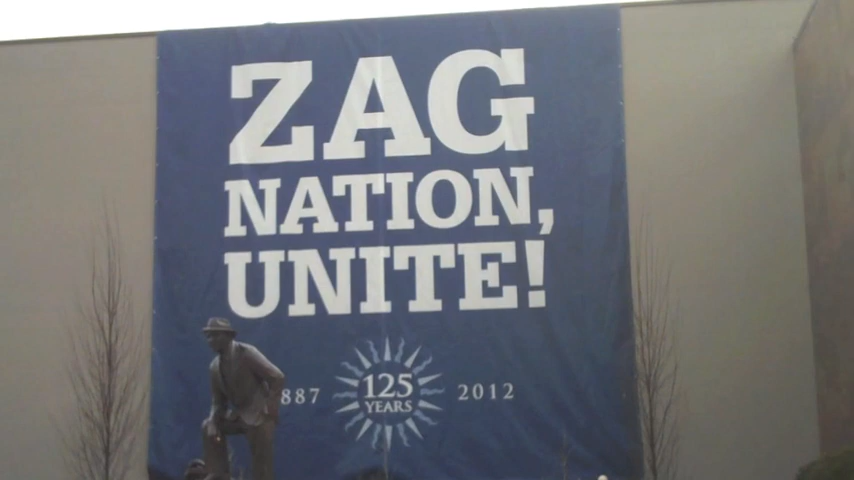 ZAG
NATION,
UNITE!
887 125 2012
YEARS